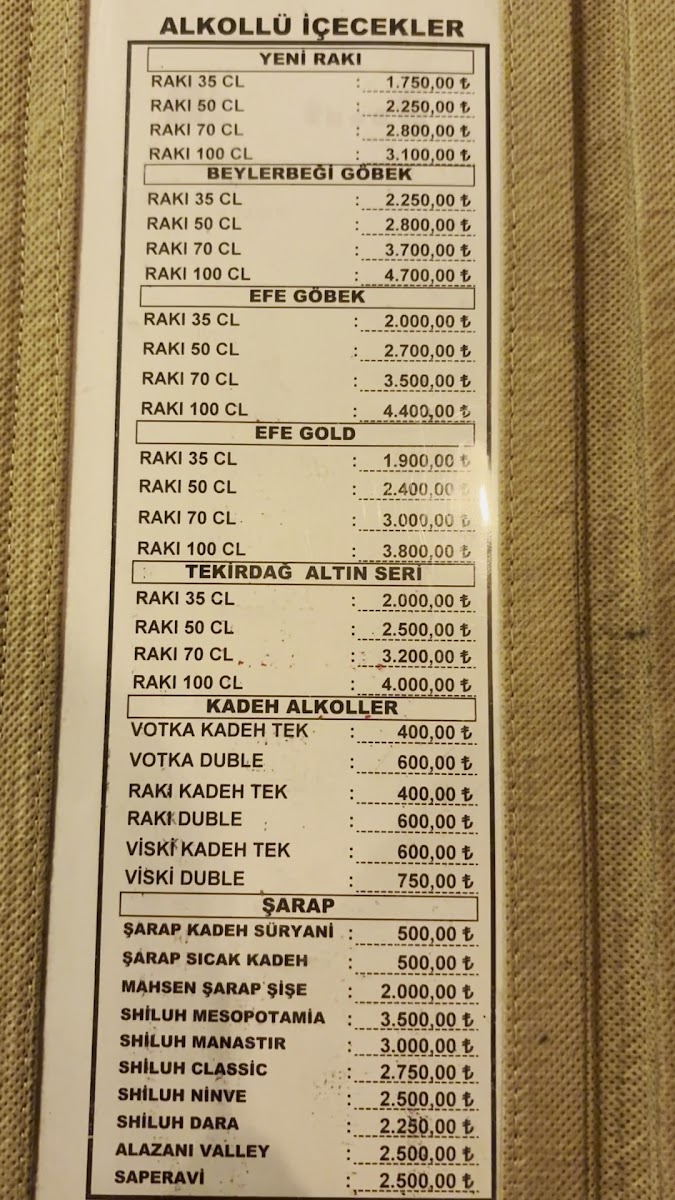 ALKOLLÜ İÇECEKLER
YENİ RAKI
RAKI 35 CL : 1.750,00 ₺
RAKI 50 CL : 2.250,00 ₺
RAKI 70 CL : 2.800,00 ₺
RAKI 100 CL : 3.100,00 ₺
BEYLERBEĞİ GÖBEK
RAKI 35 CL : 2.250,00 ₺
RAKI 50 CL : 2.800,00 ₺
RAKI 70 CL : 3.700,00 ₺
RAKI 100 CL : 4.700,00 ₺
EFE GÖBEK
RAKI 35 CL : 2.000,00 ₺
RAKI 50 CL : 2.700,00 ₺
RAKI 70 CL : 3.500,00 ₺
RAKI 100 CL : 4.400,00 ₺
EFE GOLD
RAKI 35 CL : 1.900,00 ₺
RAKI 50 CL : 2.400,00 ₺
RAKI 70 CL : 3.000,00 ₺
RAKI 100 CL : 3.800,00 ₺
TEKİRDAĞ ALTIN SERİ
RAKI 35 CL : 2.000,00 ₺
RAKI 50 CL : 2.500,00 ₺
RAKI 70 CL : 3.200,00 ₺
RAKI 100 CL : 4.000,00 ₺
KADEH ALKOLLER
VOTKA KADEH TEK : 400,00 ₺
VOTKA DUBLE : 600,00 ₺
RAKI KADEH TEK : 400,00 ₺
RAKI DUBLE : 600,00 ₺
VİSKİ KADEH TEK : 600,00 ₺
VİSKİ DUBLE : 750,00 ₺
ŞARAP
ŞARAP KADEH SÜRYANİ : 500,00 ₺
ŞARAP SICAK KADEH : 500,00 ₺
MAHSEN ŞARAP ŞİŞE : 2.000,00 ₺
SHİLUH MESOPOTAMİA : 3.500,00 ₺
SHİLUH MANASTIR : 3.000,00 ₺
SHİLUH CLASSİC : 2.750,00 ₺
SHİLUH NİNVE : 2.500,00 ₺
SHİLUH DARA : 2.250,00 ₺
ALAZANI VALLEY : 2.500,00 ₺
SAPERAVİ : 2.500,00 ₺